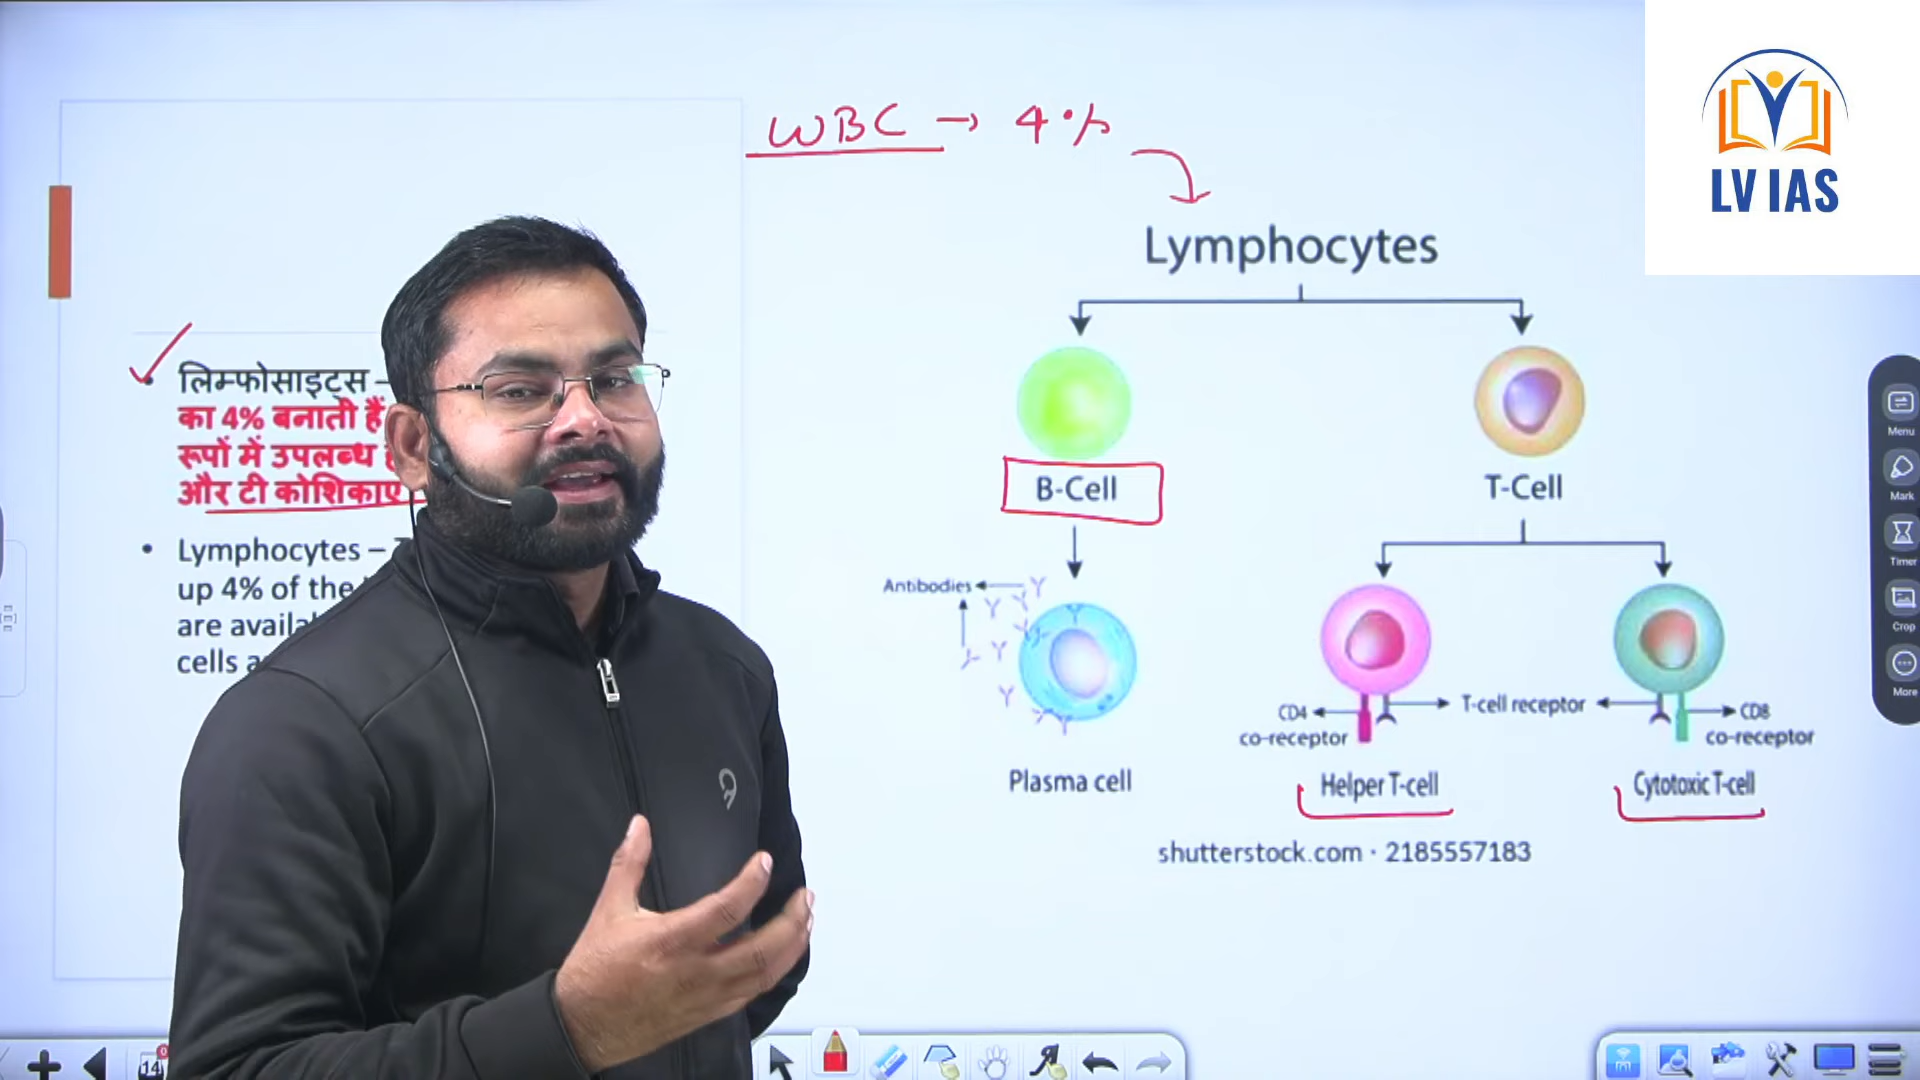 WBC → 4%
LV IAS
Lymphocytes
लिम्फोसाइट्स –
का 4% बनाती हैं
रूपों में उपलब्ध
और टी कोशिकाए
B-Cell
T-Cell
Lymphocytes –
up 4% of the
are
cells
Antibodies
CD4
co-receptor
T-cell receptor
CD8
co-receptor
Plasma cell
Helper T-cell
Cytotoxic T-cell
shutterstock.com · 2185557183
Menu
Mark
Timer
Crop
More
14
0